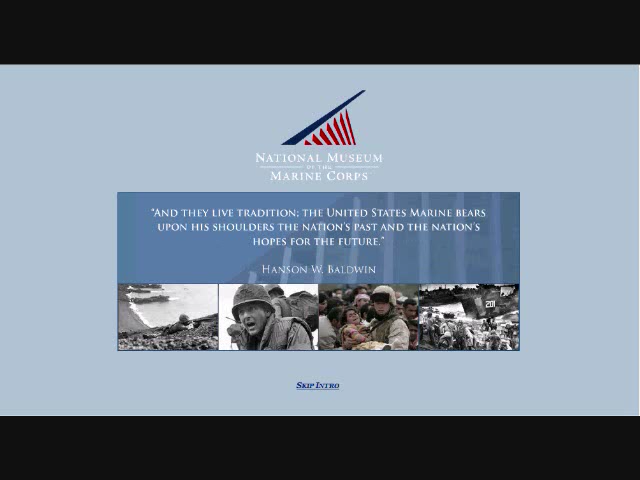 National Museum
of the
Marine Corps
"And they live tradition; the United States Marine bears
upon his shoulders the nation's past and the nation's
hopes for the future."
Hanson W. Baldwin
201
Skip Intro